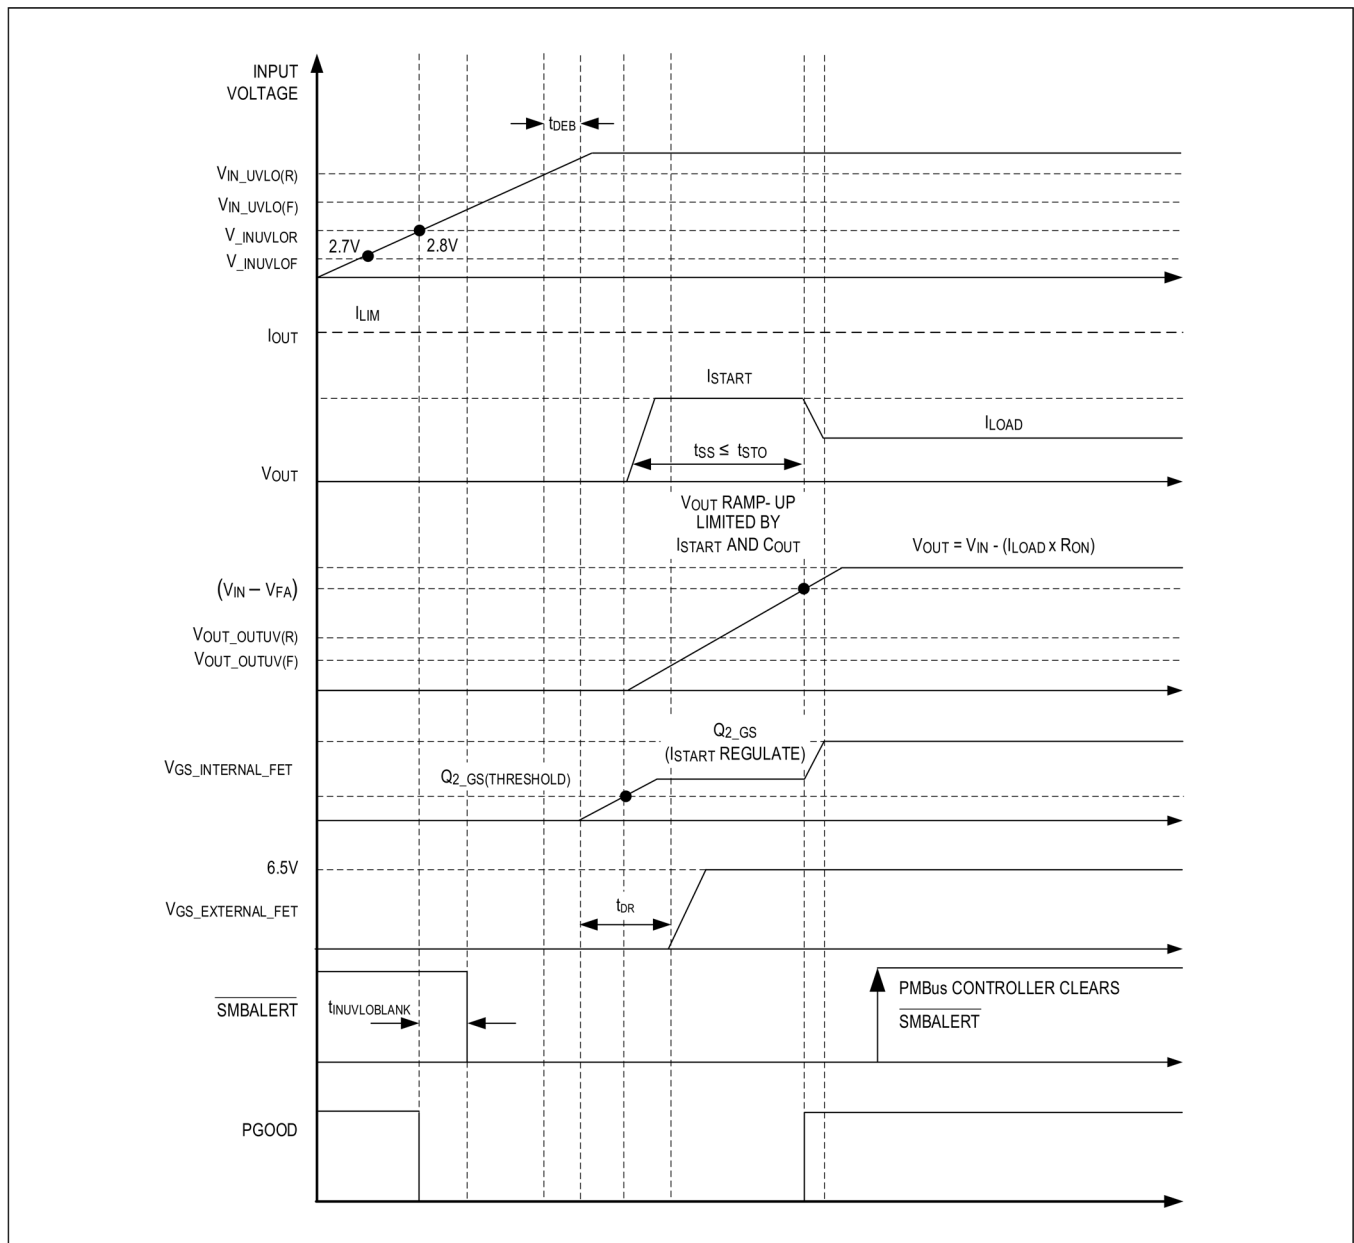 INPUT
VOLTAGE
tDEB
VIN_UVLO(R)
VIN_UVLO(F)
V_INUVLOR
2.7V
2.8V
V_INUVLOF
ILIM
IOUT
ISTART
ILOAD
tSS ≤ tSTO
VOUT
VOUT RAMP- UP
LIMITED BY
ISTART AND COUT
VOUT = VIN - (ILOAD x RON)
(VIN – VFA)
VOUT_OUTUV(R)
VOUT_OUTUV(F)
Q2_GS
(ISTART REGULATE)
VGS_INTERNAL_FET
Q2_GS(THRESHOLD)
6.5V
VGS_EXTERNAL_FET
tDR
SMBALERT
tINUVLOBLANK
PMBus CONTROLLER CLEARS
SMBALERT
PGOOD